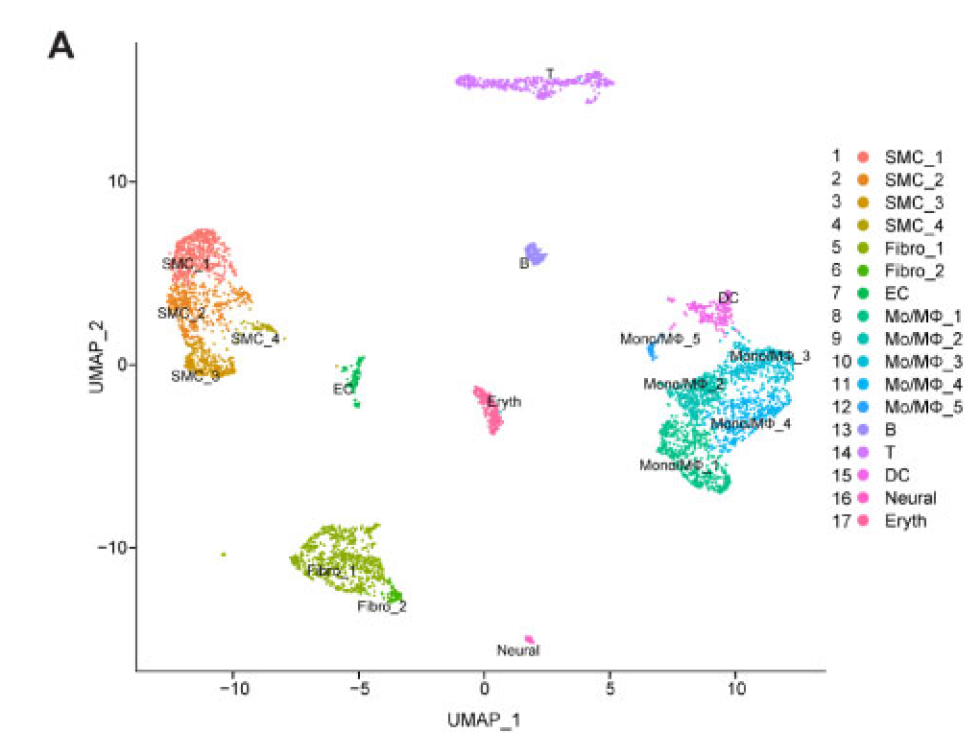 A
T
10
SMC_1
B
SMC_2
DC
SMC_4
Mono/MΦ_5
Mono/MΦ_3
0
SMC_3
Mono/MΦ_2
EC
Eryth
Mono/MΦ_4
Mono/MΦ_1
−10
Fibro_1
Fibro_2
Neural
UMAP_2
−10
−5
0
5
10
UMAP_1
1 SMC_1
2 SMC_2
3 SMC_3
4 SMC_4
5 Fibro_1
6 Fibro_2
7 EC
8 Mo/MΦ_1
9 Mo/MΦ_2
10 Mo/MΦ_3
11 Mo/MΦ_4
12 Mo/MΦ_5
13 B
14 T
15 DC
16 Neural
17 Eryth